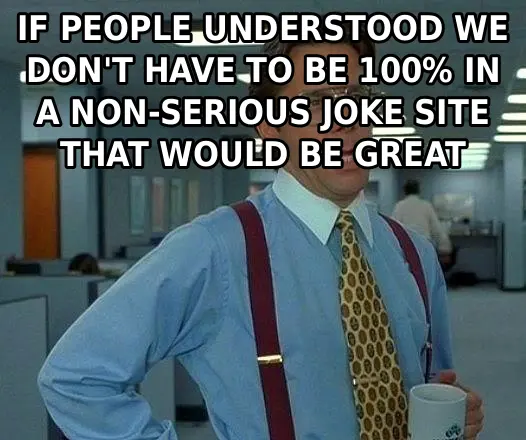 IF PEOPLE UNDERSTOOD WE
DON'T HAVE TO BE 100% IN
A NON-SERIOUS JOKE SITE
THAT WOULD BE GREAT